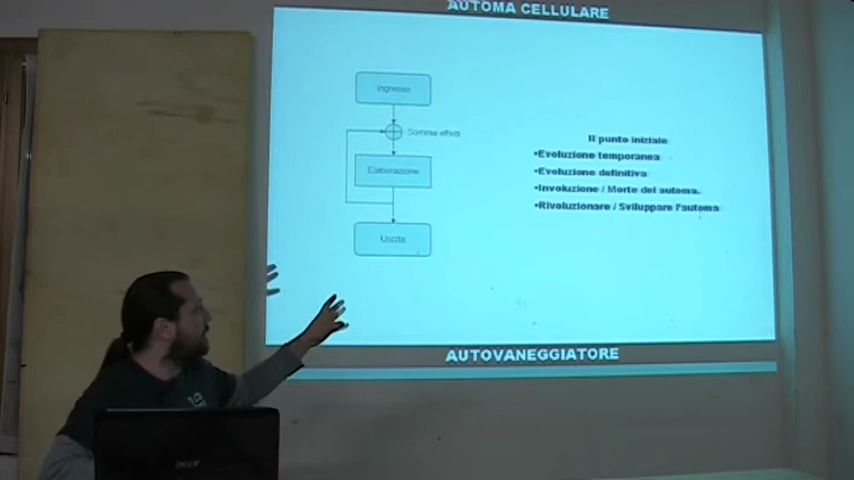 AUTOMA CELLULARE
Ingresso
Somma effetti
Elaborazione
Uscita
Il punto iniziale
•Evoluzione temporanea
•Evoluzione definitiva
•Involuzione / Morte del automa.
•Rivoluzionare / Sviluppare l'automa
AUTOVANEGGIATORE
acer